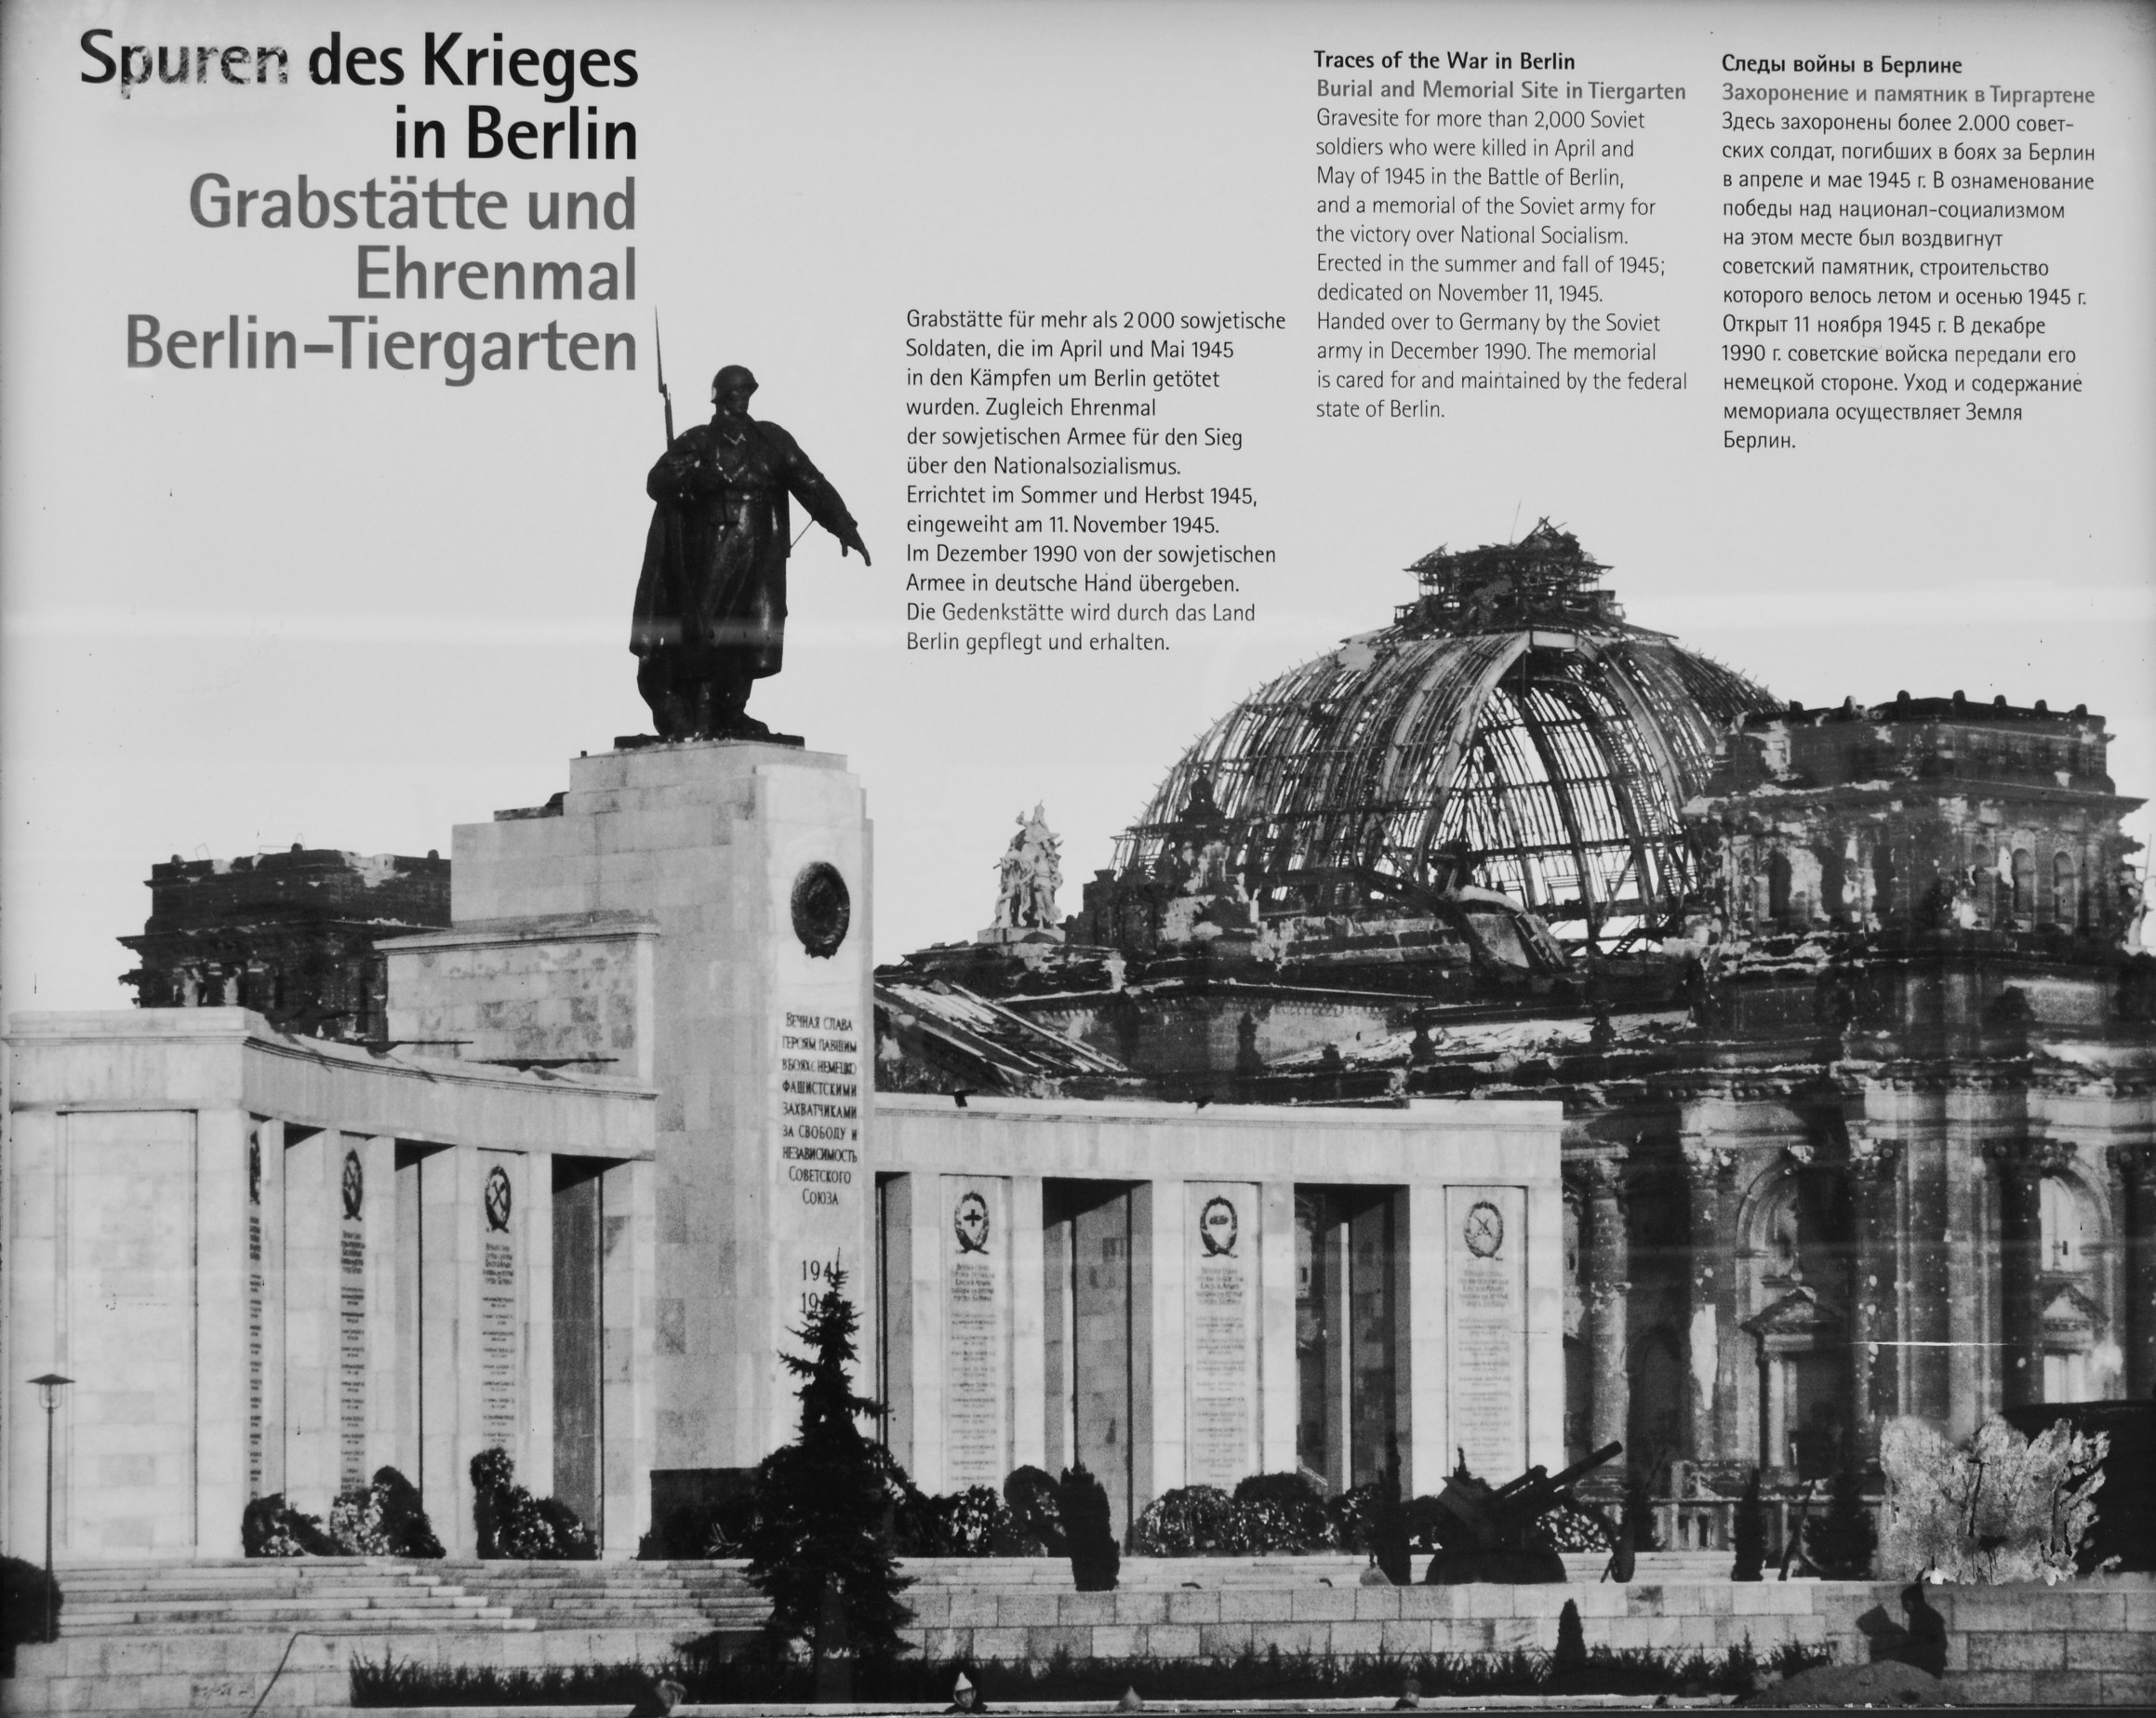 Spuren des Krieges
in Berlin
Grabstätte und
Ehrenmal
Berlin-Tiergarten
Grabstätte für mehr als 2000 sowjetische
Soldaten, die im April und Mai 1945
in den Kämpfen um Berlin getötet
wurden. Zugleich Ehrenmal
der sowjetischen Armee für den Sieg
über den Nationalsozialismus.
Errichtet im Sommer und Herbst 1945,
eingeweiht am 11. November 1945.
Im Dezember 1990 von der sowjetischen
Armee in deutsche Hand übergeben.
Die Gedenkstätte wird durch das Land
Berlin gepflegt und erhalten.
Traces of the War in Berlin
Burial and Memorial Site in Tiergarten
Gravesite for more than 2,000 Soviet
soldiers who were killed in April and
May of 1945 in the Battle of Berlin,
and a memorial of the Soviet army for
the victory over National Socialism.
Erected in the summer and fall of 1945;
dedicated on November 11, 1945.
Handed over to Germany by the Soviet
army in December 1990. The memorial
is cared for and maintained by the federal
state of Berlin.
Следы войны в Берлине
Захоронение и памятник в Тиргартене
Здесь захоронены более 2.000 совет-
ских солдат, погибших в боях за Берлин
в апреле и мае 1945 г. В ознаменование
победы над национал-социализмом
на этом месте был воздвигнут
советский памятник, строительство
которого велось летом и осенью 1945 г.
Открыт 11 ноября 1945 г. В декабре
1990 г. советские войска передали его
немецкой стороне. Уход и содержание
мемориала осуществляет Земля
Берлин.
ВЕЧНАЯ СЛАВА
ГЕРОЯМ ПАВШИМ
В БОЯХ С НЕМЕЦКО
ФАШИСТСКИМИ
ЗАХВАТЧИКАМИ
ЗА СВОБОДУ И
НЕЗАВИСИМОСТЬ
СОВЕТСКОГО
СОЮЗА